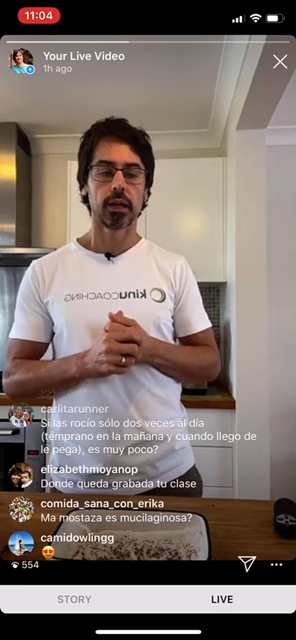 11:04
Your Live Video
1h ago
kinuCOACHING
carlitarunner
Si las rocío sólo dos veces al día
(temprano en la mañana y cuando llego de
le pega), es muy poco?
elizabethmoyanop
Donde queda grabada tu clase
comida_sana_con_erika
Ma mostaza es mucilaginosa?
camidowlingg
😍
554
STORY
LIVE